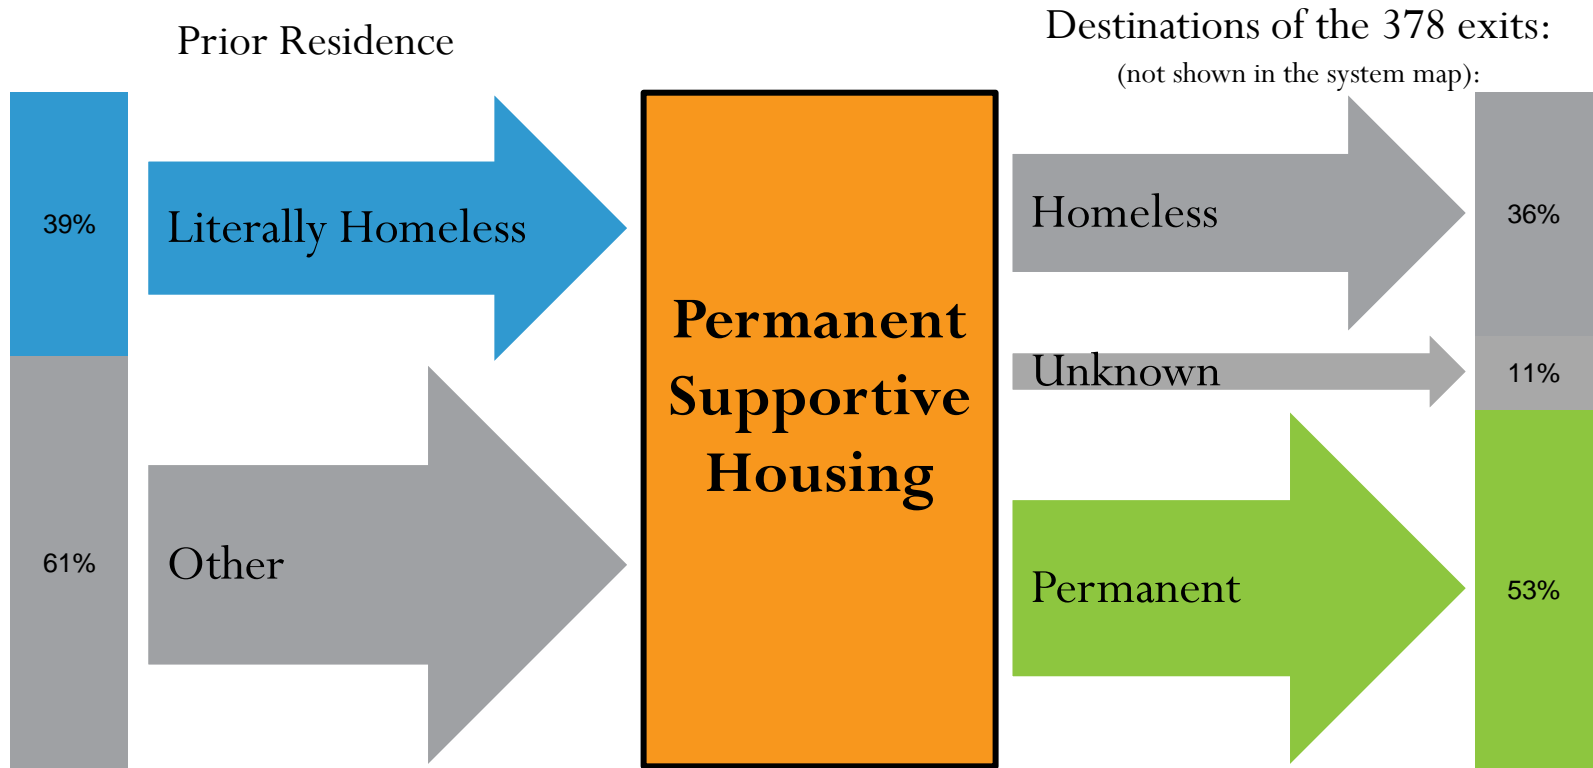 Prior Residence
39%
Literally Homeless
61%
Other
Permanent
Supportive
Housing
Destinations of the 378 exits:
(not shown in the system map):
Homeless
36%
Unknown
11%
Permanent
53%